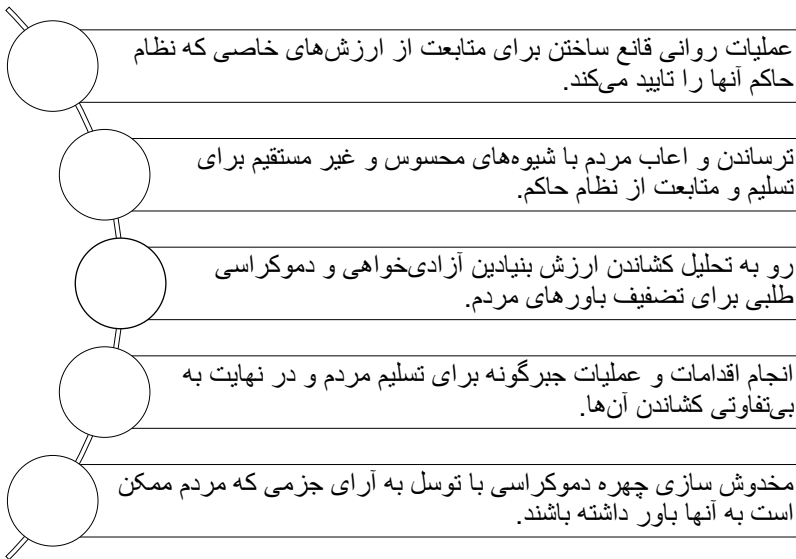 عملیات روانی قانع ساختن برای متابعت از ارزش‌های خاصی که نظام
حاکم آنها را تایید می‌کند.
ترساندن و اعاب مردم با شیوه‌های محسوس و غیر مستقیم برای
تسلیم و متابعت از نظام حاکم.
رو به تحلیل کشاندن ارزش بنیادین آزادی‌خواهی و دموکراسی
طلبی برای تضفیف باورهای مردم.
انجام اقدامات و عملیات جبرگونه برای تسلیم مردم و در نهایت به
بی‌تفاوتی کشاندن آن‌ها.
مخدوش سازی چهره دموکراسی با توسل به آرای جزمی که مردم ممکن
است به آنها باور داشته باشند.